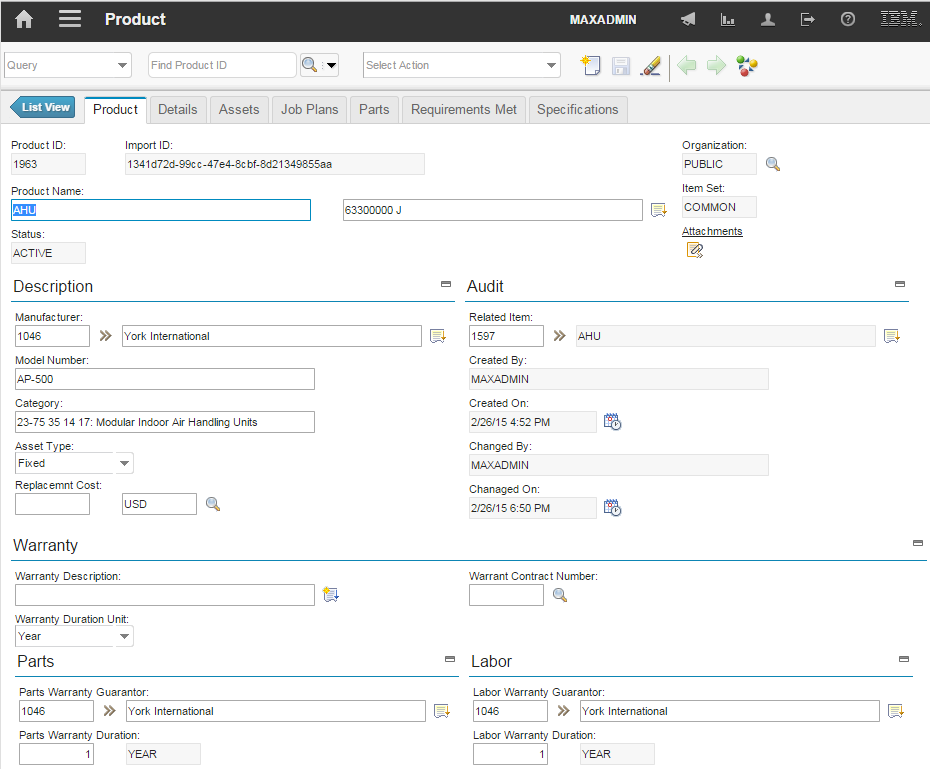 Product MAXADMIN IBM.
Query Find Product ID Select Action
List View Product Details Assets Job Plans Parts Requirements Met Specifications
Product ID: Import ID: Organization:
1963 1341d72d-99cc-47e4-8cbf-8d21349855aa PUBLIC
Product Name: Item Set:
AHU 63300000 J COMMON
Status: Attachments
ACTIVE
Description Audit
Manufacturer: Related Item:
1046 York International 1597 AHU
Model Number: Created By:
AP-500 MAXADMIN
Category: Created On:
23-75 35 14 17: Modular Indoor Air Handling Units 2/26/15 4:52 PM
Asset Type: Changed By:
Fixed MAXADMIN
Replacemnt Cost: Chanaged On:
USD 2/26/15 6:50 PM
Warranty
Warranty Description: Warrant Contract Number:
Warranty Duration Unit:
Year
Parts Labor
Parts Warranty Guarantor: Labor Warranty Guarantor:
1046 York International 1046 York International
Parts Warranty Duration: Labor Warranty Duration:
1 YEAR 1 YEAR